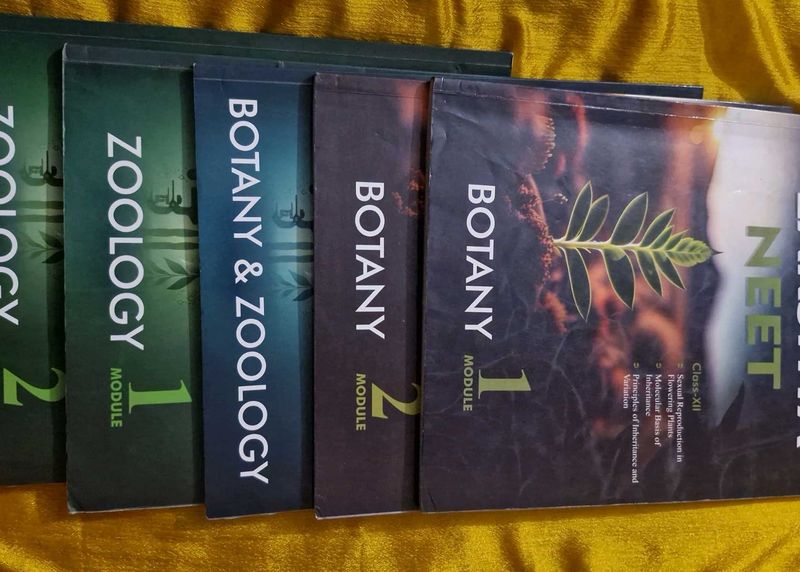 NEET
Class-XII
➲ Sexual Reproduction in
Flowering Plants
➲ Molecular Basis of
Inheritance
➲ Principles of Inheritance and
Variation
BOTANY MODULE 1
BOTANY MODULE 2
BOTANY & ZOOLOGY
ZOOLOGY MODULE 1
ZOOLOGY 2